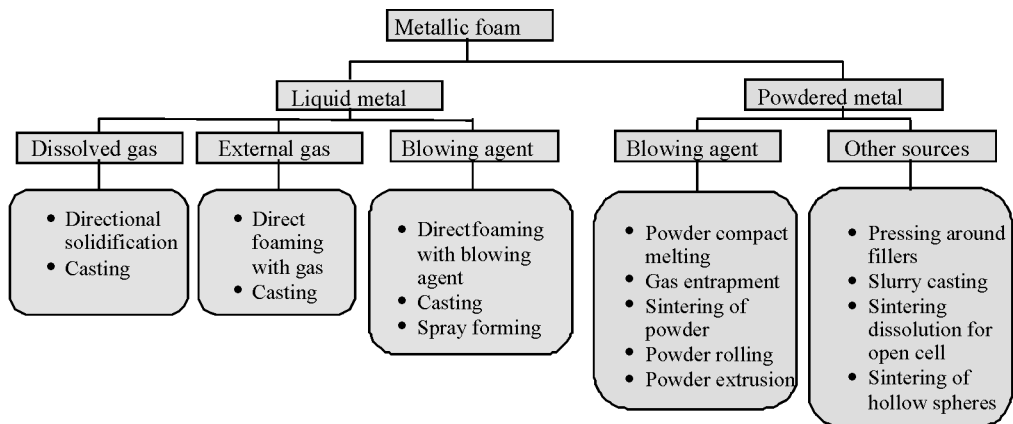 Metallic foam
Liquid metal
Powdered metal
Dissolved gas
External gas
Blowing agent
Blowing agent
Other sources
• Directional
solidification
• Casting
• Direct
foaming
with gas
• Casting
• Direct foaming
with blowing
agent
• Casting
• Spray forming
• Powder compact
melting
• Gas entrapment
• Sintering of
powder
• Powder rolling
• Powder extrusion
• Pressing around
fillers
• Slurry casting
• Sintering
dissolution for
open cell
• Sintering of
hollow spheres